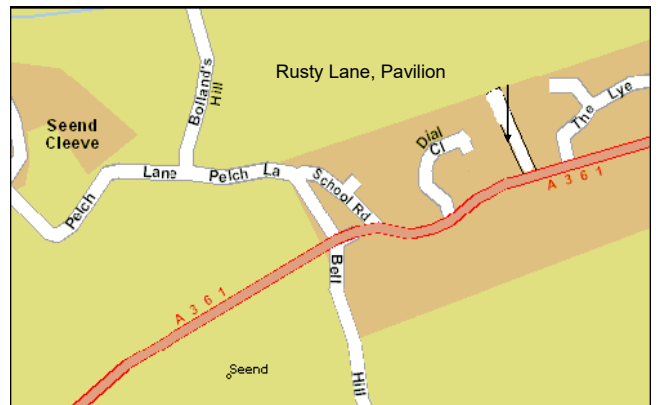 Rusty Lane, Pavilion
Bolland's
Hill
Seend
Cleeve
The Lye
Dial
Cl
Pelch
Lane
Pelch La
School Rd
A 3 6 1
Bell
Hill
A 3 6 1
Seend